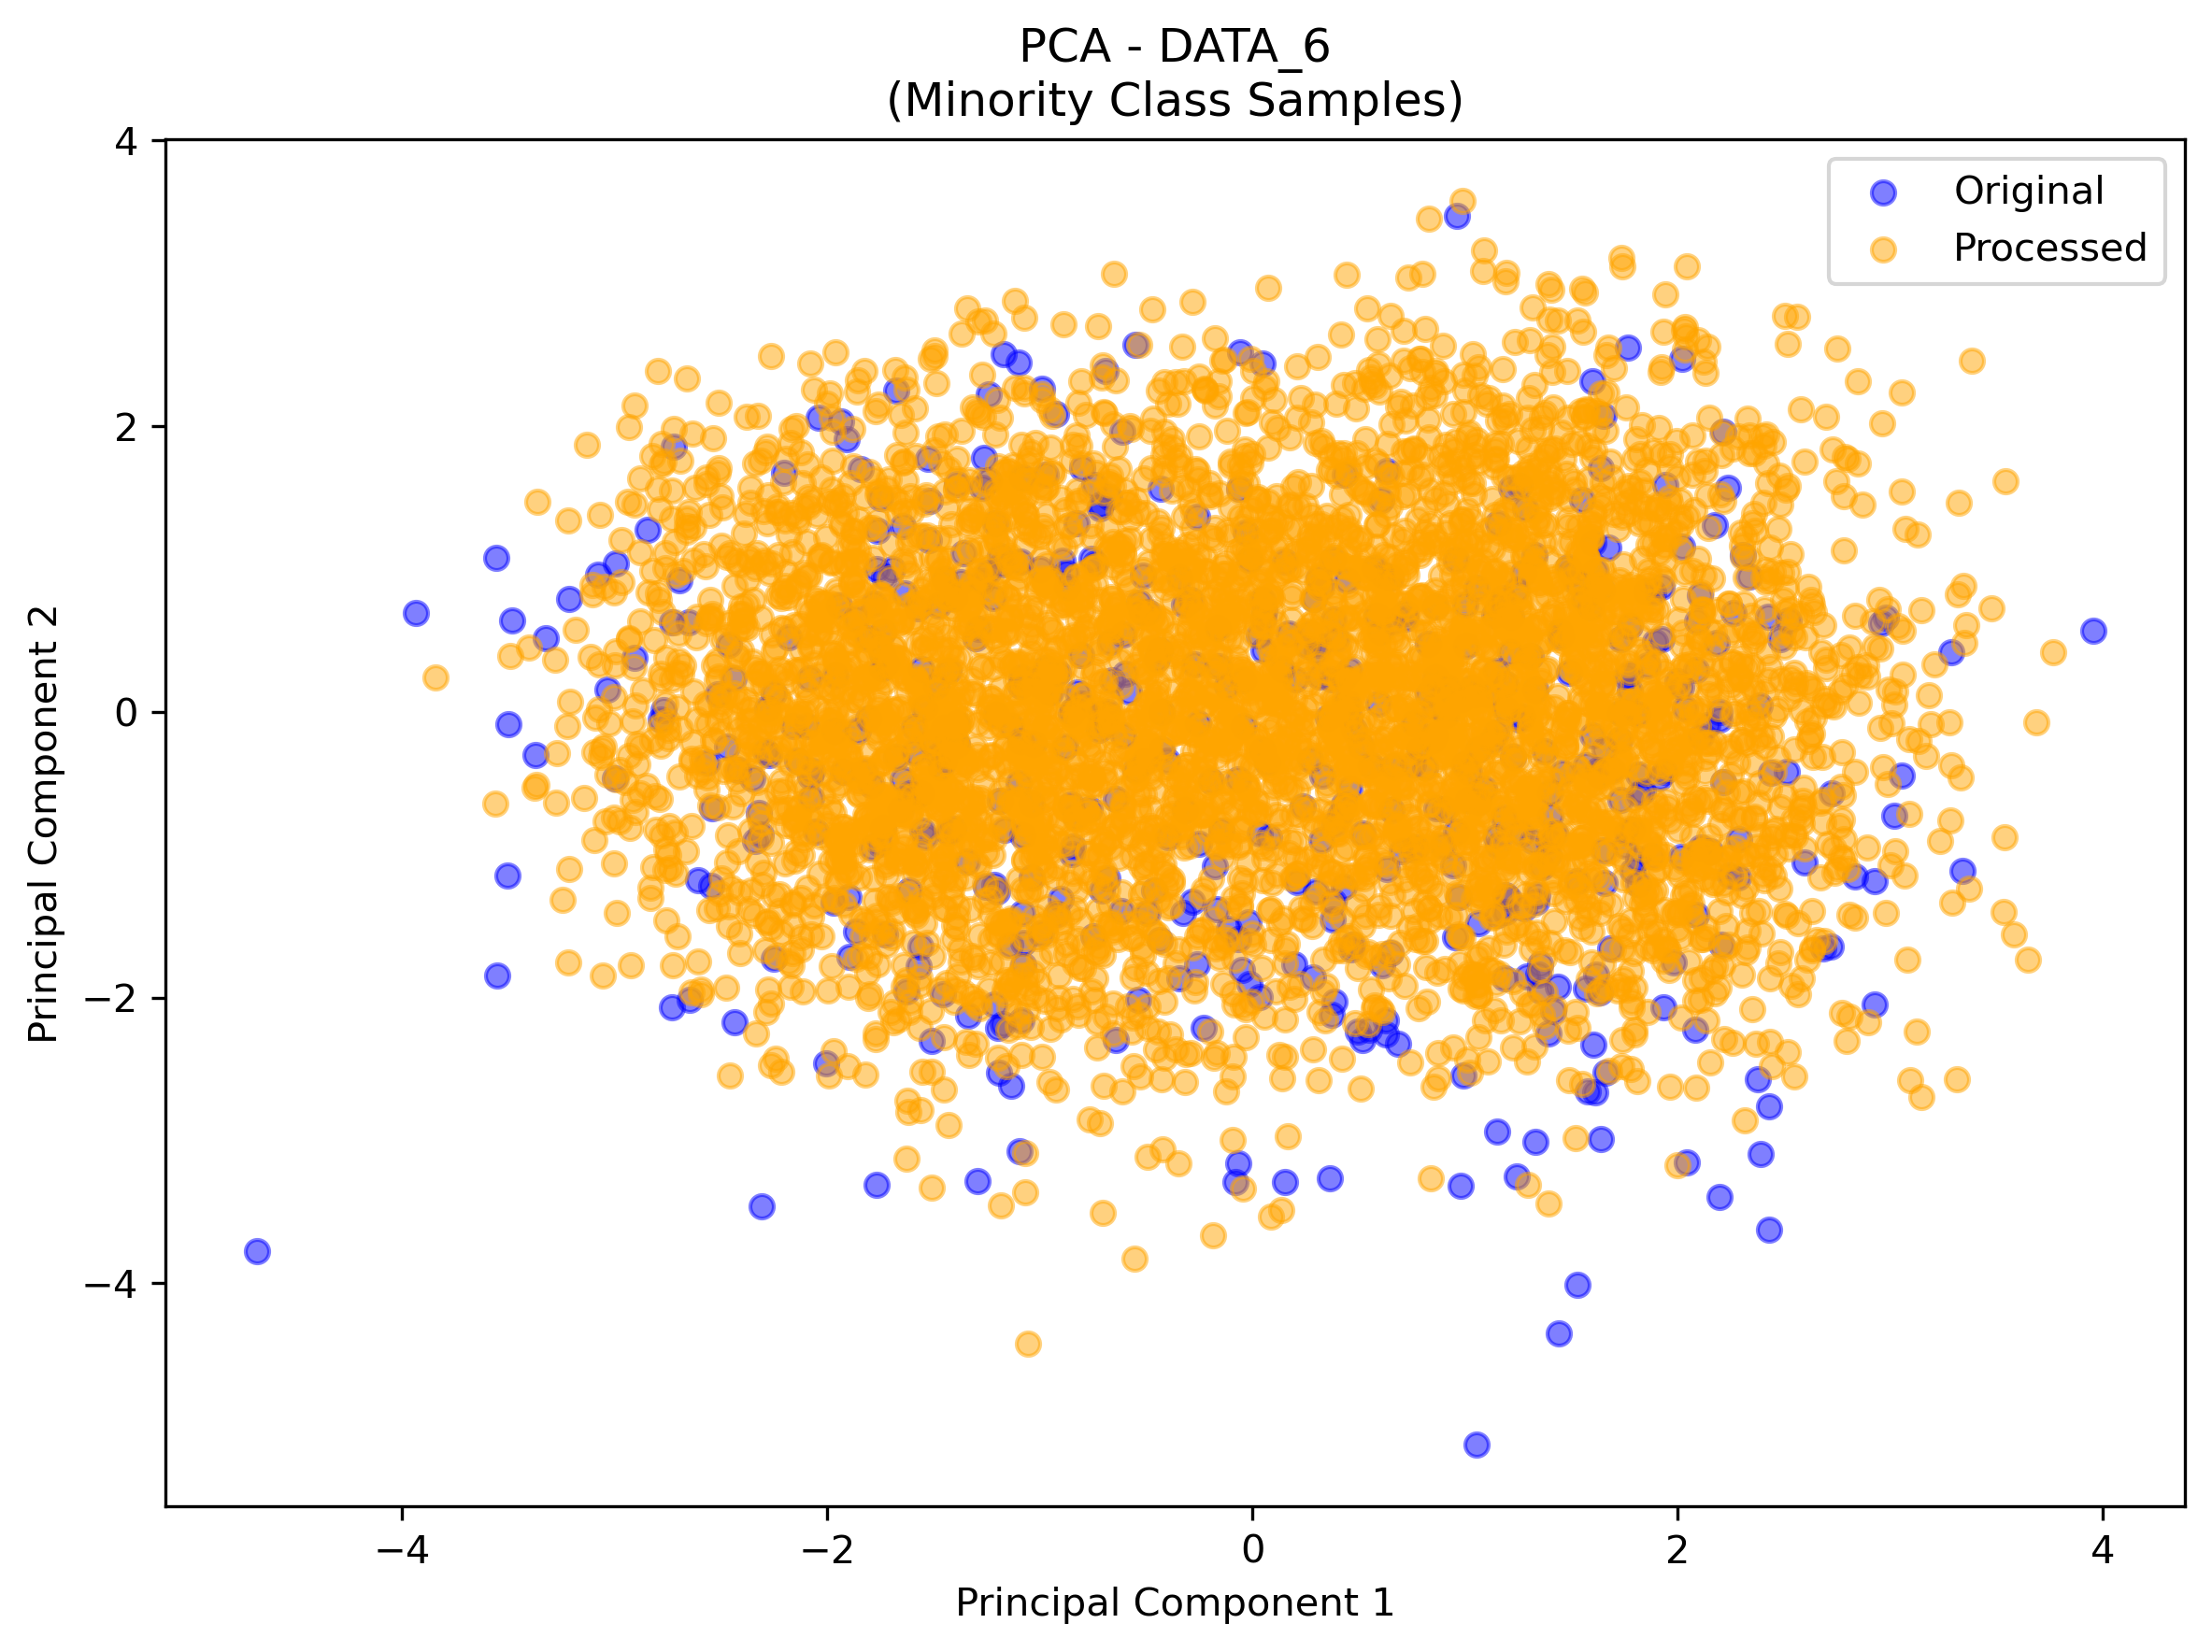 PCA - DATA_6
(Minority Class Samples)
Original
Processed
Principal Component 2
4
2
0
−2
−4
−4
−2
0
2
4
Principal Component 1